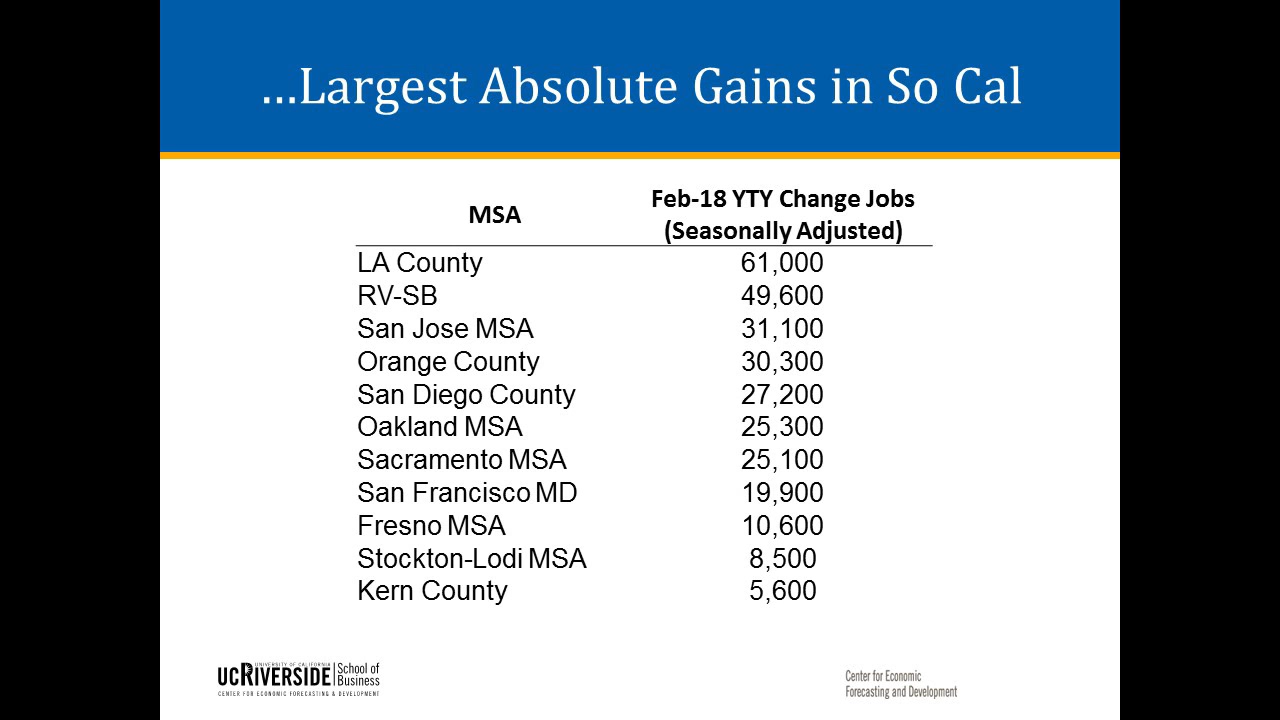 …Largest Absolute Gains in So Cal
MSA
Feb-18 YTY Change Jobs
(Seasonally Adjusted)
LA County 61,000
RV-SB 49,600
San Jose MSA 31,100
Orange County 30,300
San Diego County 27,200
Oakland MSA 25,300
Sacramento MSA 25,100
San Francisco MD 19,900
Fresno MSA 10,600
Stockton-Lodi MSA 8,500
Kern County 5,600
UNIVERSITY OF CALIFORNIA
UCRIVERSIDE School of
Business
CENTER FOR ECONOMIC FORECASTING & DEVELOPMENT
Center for Economic
Forecasting and Development